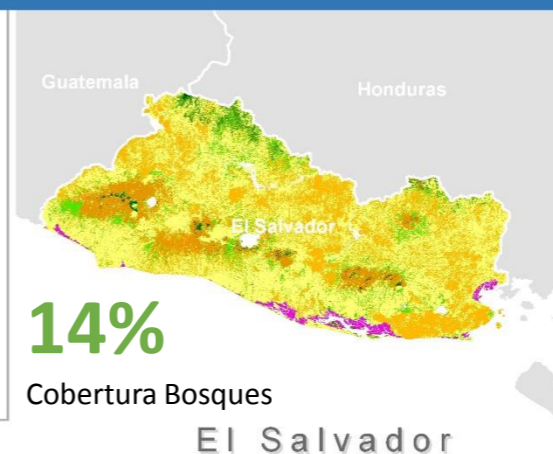 Guatemala
Honduras
El Salvador
14%
Cobertura Bosques
El Salvador